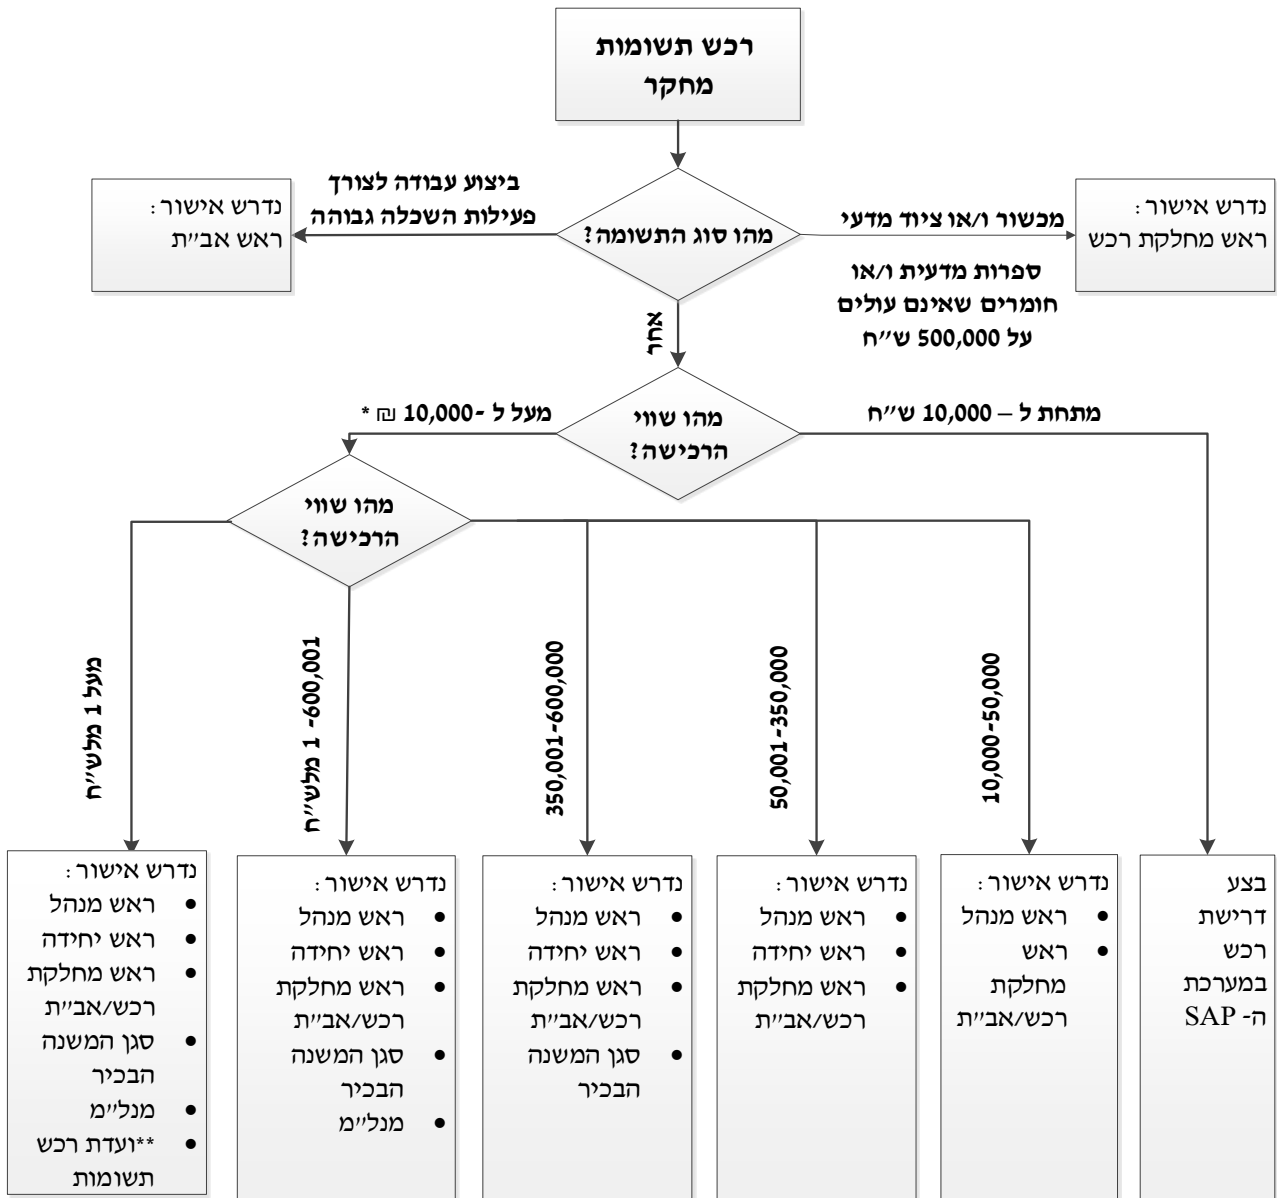 רכש תשומות
מחקר
מהו סוג התשומה?
מכשור ו/או ציוד מדעי
ספרות מדעית ו/או
חומרים שאינם עולים
על 500,000 ש״ח
נדרש אישור:
ראש מחלקת רכש
ביצוע עבודה לצורך
פעילות השכלה גבוהה
נדרש אישור:
ראש אב״ת
אחר
מהו שווי
הרכישה?
מתחת ל – 10,000 ש״ח
מעל ל -10,000 ₪ *
מהו שווי
הרכישה?
10,000-50,000
50,001-350,000
350,001-600,000
600,001- 1 מלש״ח
מעל 1 מלש״ח
בצע
דרישת
רכש
במערכת
ה- SAP
נדרש אישור:
• ראש מנהל
• ראש
מחלקת
רכש/אב״ת
נדרש אישור:
• ראש מנהל
• ראש יחידה
• ראש מחלקת
רכש/אב״ת
נדרש אישור:
• ראש מנהל
• ראש יחידה
• ראש מחלקת
רכש/אב״ת
• סגן המשנה
הבכיר
נדרש אישור:
• ראש מנהל
• ראש יחידה
• ראש מחלקת
רכש/אב״ת
• סגן המשנה
הבכיר
• מנל״מ
נדרש אישור:
• ראש מנהל
• ראש יחידה
• ראש מחלקת
רכש/אב״ת
• סגן המשנה
הבכיר
• מנל״מ
• **ועדת רכש
תשומות